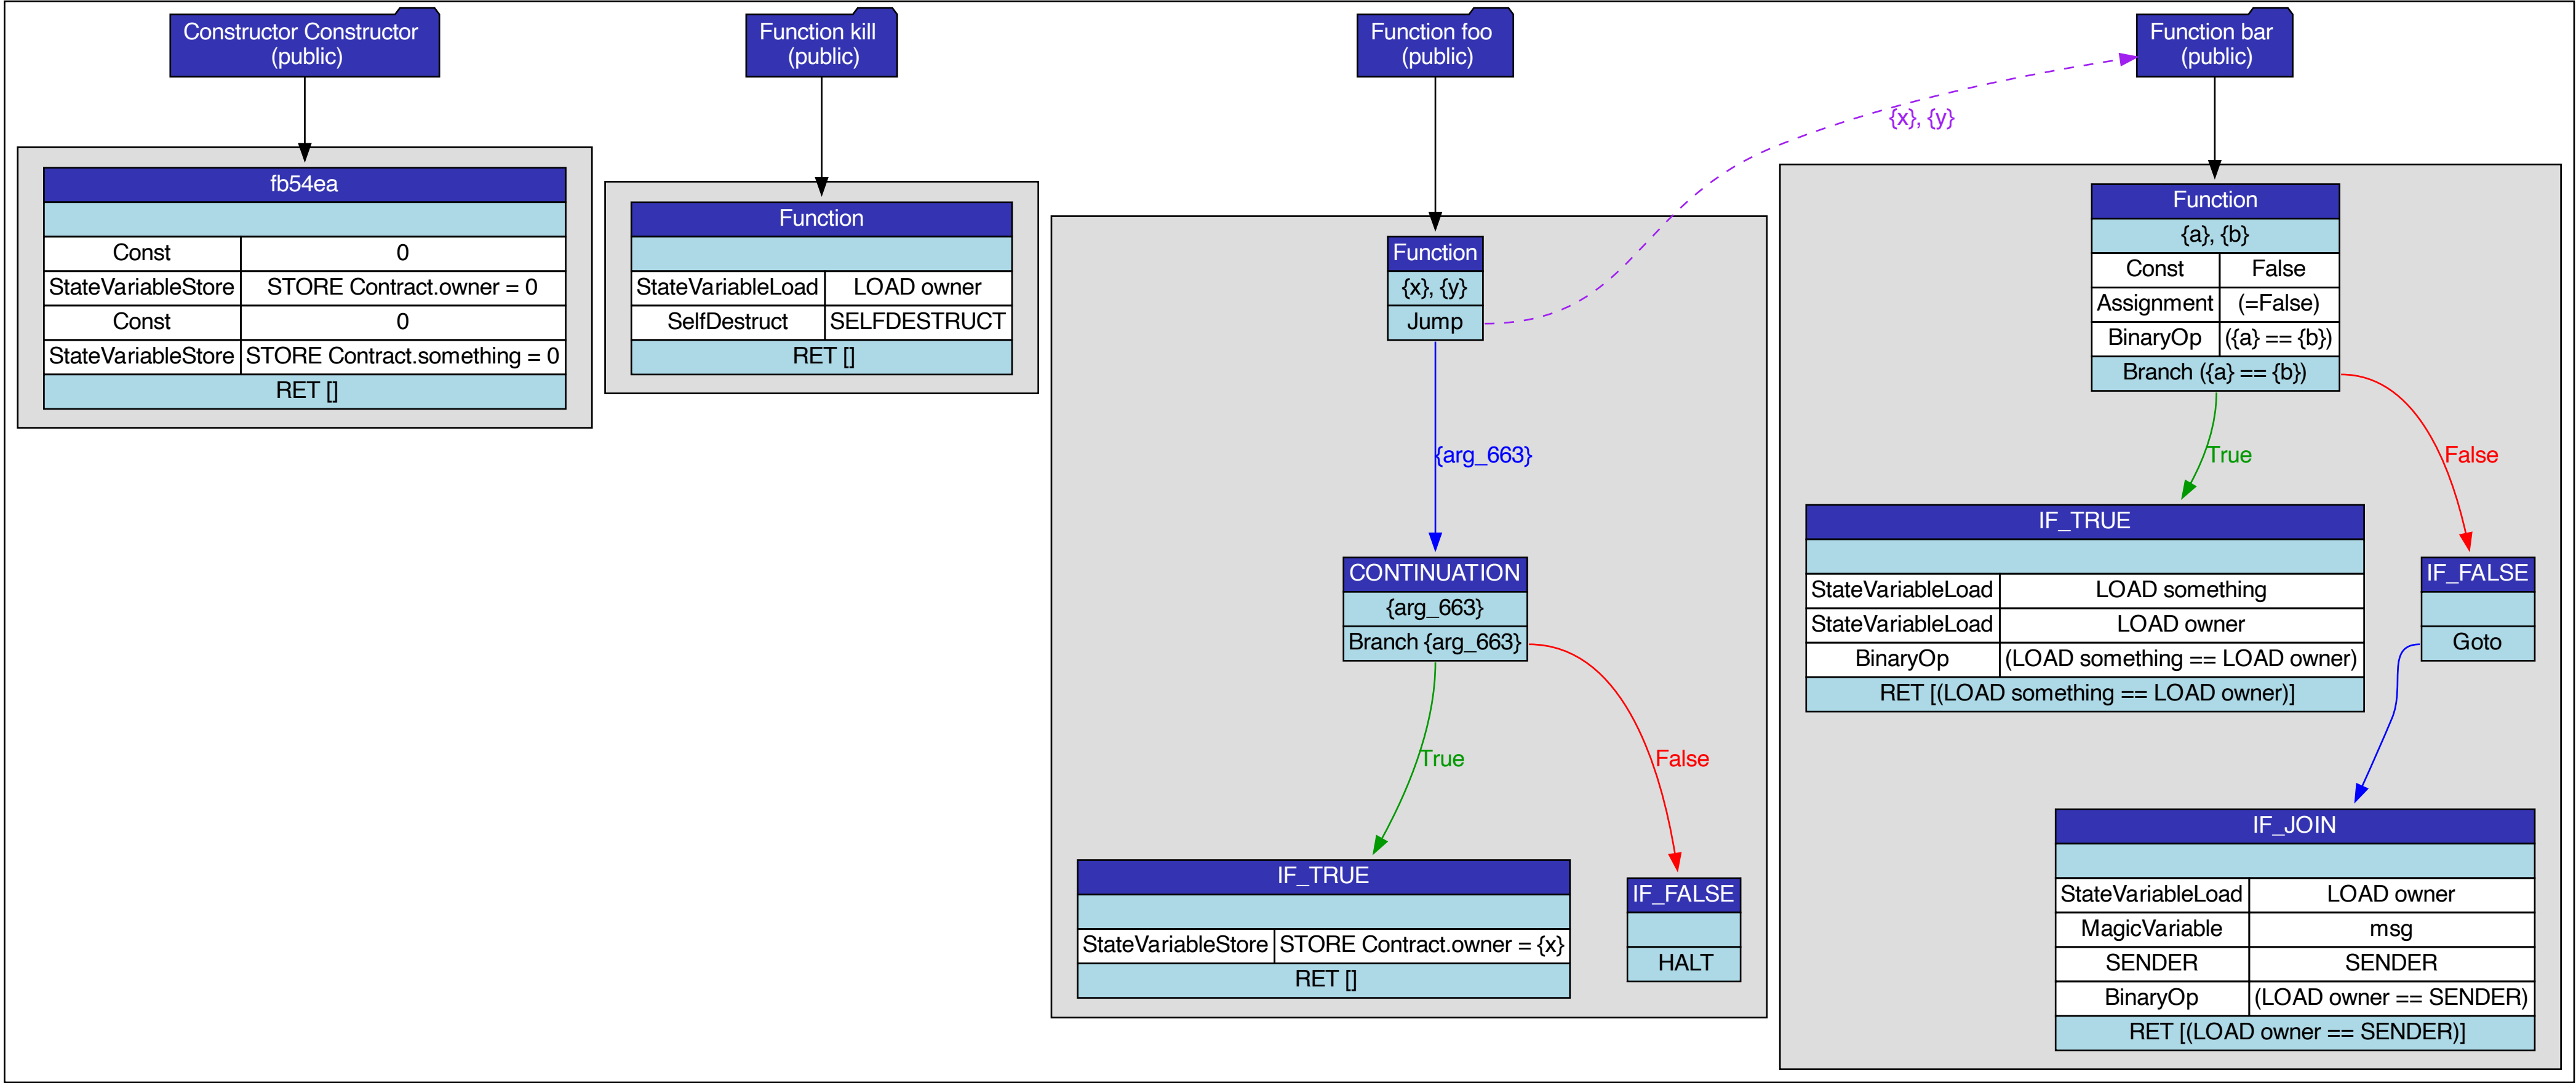 Constructor Constructor
(public)
fb54ea
Const 0
StateVariableStore STORE Contract.owner = 0
Const 0
StateVariableStore STORE Contract.something = 0
RET []
Function kill
(public)
Function
StateVariableLoad LOAD owner
SelfDestruct SELFDESTRUCT
RET []
Function foo
(public)
Function
{x}, {y}
Jump
{x}, {y}
{arg_663}
CONTINUATION
{arg_663}
Branch {arg_663}
True
False
IF_TRUE
StateVariableStore STORE Contract.owner = {x}
RET []
IF_FALSE
HALT
Function bar
(public)
Function
{a}, {b}
Const False
Assignment (=False)
BinaryOp ({a} == {b})
Branch ({a} == {b})
True
False
IF_TRUE
StateVariableLoad LOAD something
StateVariableLoad LOAD owner
BinaryOp (LOAD something == LOAD owner)
RET [(LOAD something == LOAD owner)]
IF_FALSE
Goto
IF_JOIN
StateVariableLoad LOAD owner
MagicVariable msg
SENDER SENDER
BinaryOp (LOAD owner == SENDER)
RET [(LOAD owner == SENDER)]